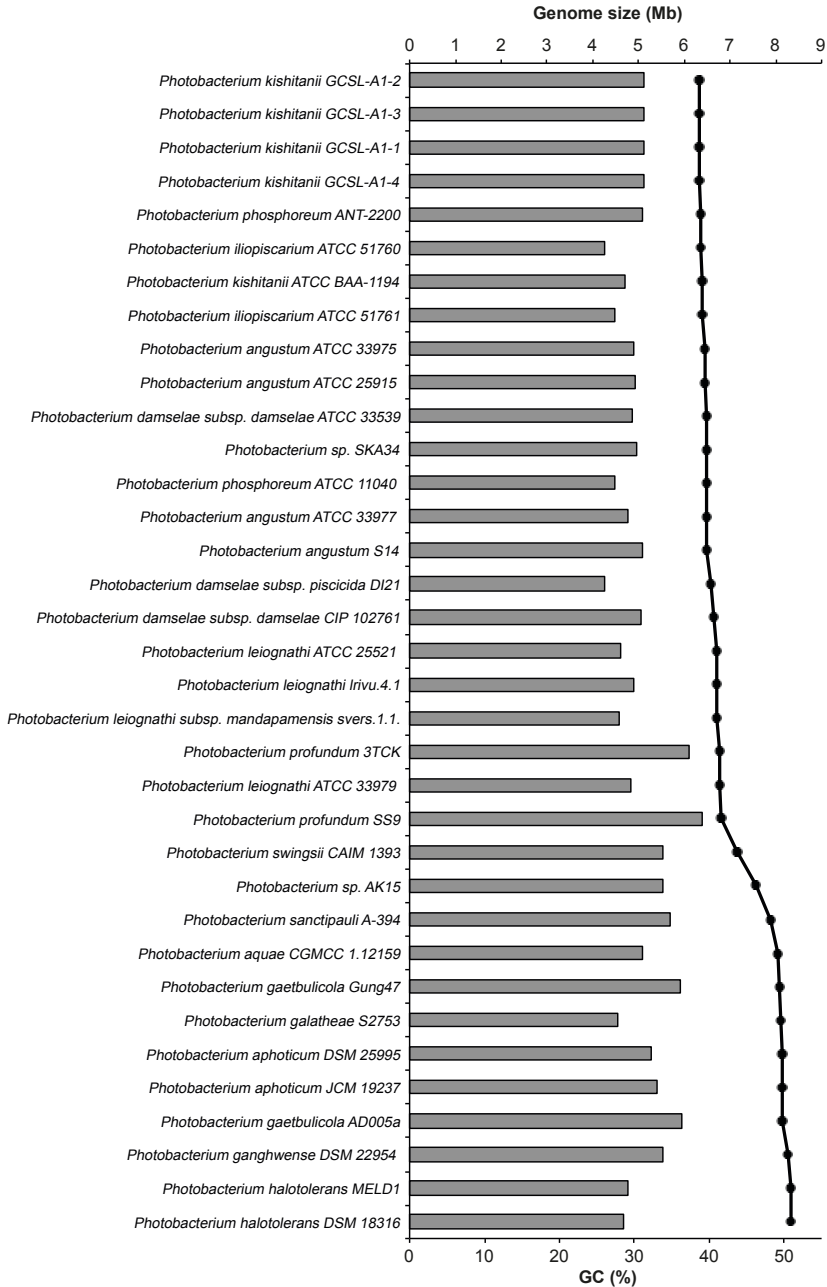 Genome size (Mb)
0 1 2 3 4 5 6 7 8 9
Photobacterium kishitanii GCSL-A1-2
Photobacterium kishitanii GCSL-A1-3
Photobacterium kishitanii GCSL-A1-1
Photobacterium kishitanii GCSL-A1-4
Photobacterium phosphoreum ANT-2200
Photobacterium iliopiscarium ATCC 51760
Photobacterium kishitanii ATCC BAA-1194
Photobacterium iliopiscarium ATCC 51761
Photobacterium angustum ATCC 33975
Photobacterium angustum ATCC 25915
Photobacterium damselae subsp. damselae ATCC 33539
Photobacterium sp. SKA34
Photobacterium phosphoreum ATCC 11040
Photobacterium angustum ATCC 33977
Photobacterium angustum S14
Photobacterium damselae subsp. piscicida DI21
Photobacterium damselae subsp. damselae CIP 102761
Photobacterium leiognathi ATCC 25521
Photobacterium leiognathi lrivu.4.1
Photobacterium leiognathi subsp. mandapamensis svers.1.1.
Photobacterium profundum 3TCK
Photobacterium leiognathi ATCC 33979
Photobacterium profundum SS9
Photobacterium swingsii CAIM 1393
Photobacterium sp. AK15
Photobacterium sanctipauli A-394
Photobacterium aquae CGMCC 1.12159
Photobacterium gaetbulicola Gung47
Photobacterium galatheae S2753
Photobacterium aphoticum DSM 25995
Photobacterium aphoticum JCM 19237
Photobacterium gaetbulicola AD005a
Photobacterium ganghwense DSM 22954
Photobacterium halotolerans MELD1
Photobacterium halotolerans DSM 18316
0 10 20 30 40 50
GC (%)